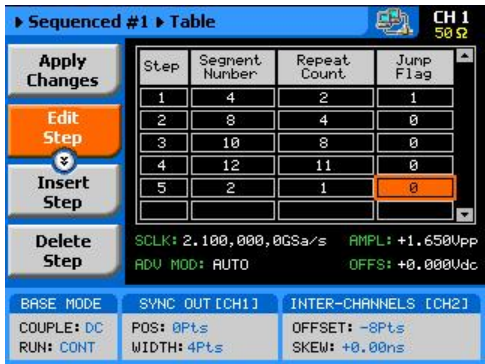 Sequenced #1 Table
CH 1
50 Ω
Apply Changes
Edit Step
Insert Step
Delete Step
Step Segment Number Repeat Count Jump Flag
1 4 2 1
2 8 4 0
3 10 8 0
4 12 11 0
5 2 1 0
SCLK: 2.100,000,0GSa/s AMPL: +1.650Vpp
ADV MOD: AUTO OFFS: +0.000Vdc
BASE MODE
COUPLE: DC
RUN: CONT
SYNC OUT [CH1]
POS: 0Pts
WIDTH: 4Pts
INTER-CHANNELS [CH2]
OFFSET: -8Pts
SKEW: +0.00ns